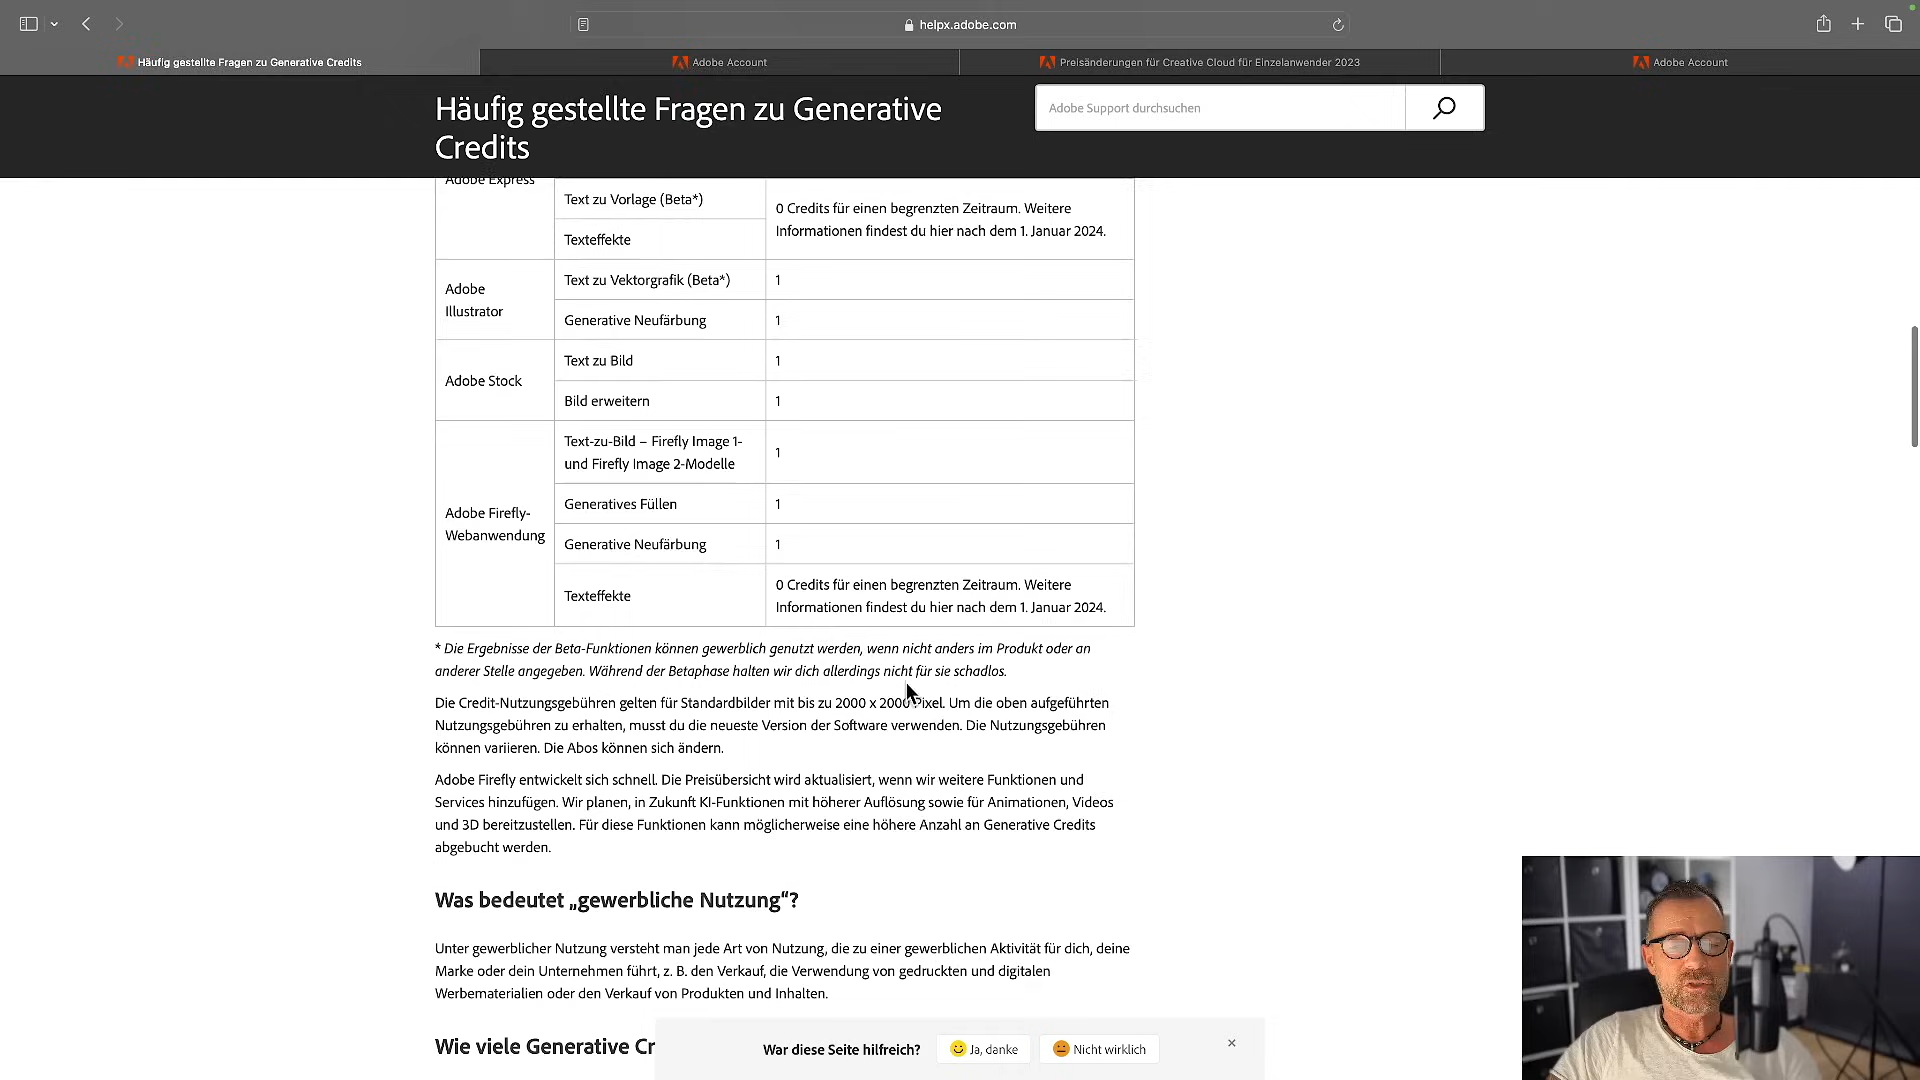 helpx.adobe.com
Häufig gestellte Fragen zu Generative Credits
Adobe Account
Preisänderungen für Creative Cloud für Einzelanwender 2023
Adobe Account
Häufig gestellte Fragen zu Generative
Credits
Adobe Support durchsuchen
Adobe Express
Text zu Vorlage (Beta*)
0 Credits für einen begrenzten Zeitraum. Weitere
Informationen findest du hier nach dem 1. Januar 2024.
Texteffekte
Adobe
Illustrator
Text zu Vektorgrafik (Beta*)
1
Generative Neufärbung
1
Adobe Stock
Text zu Bild
1
Bild erweitern
1
Adobe Firefly-
Webanwendung
Text-zu-Bild – Firefly Image 1-
und Firefly Image 2-Modelle
1
Generatives Füllen
1
Generative Neufärbung
1
Texteffekte
0 Credits für einen begrenzten Zeitraum. Weitere
Informationen findest du hier nach dem 1. Januar 2024.
* Die Ergebnisse der Beta-Funktionen können gewerblich genutzt werden, wenn nicht anders im Produkt oder an
anderer Stelle angegeben. Während der Betaphase halten wir dich allerdings nicht für sie schadlos.
Die Credit-Nutzungsgebühren gelten für Standardbilder mit bis zu 2000 x 2000 Pixel. Um die oben aufgeführten
Nutzungsgebühren zu erhalten, musst du die neueste Version der Software verwenden. Die Nutzungsgebühren
können variieren. Die Abos können sich ändern.
Adobe Firefly entwickelt sich schnell. Die Preisübersicht wird aktualisiert, wenn wir weitere Funktionen und
Services hinzufügen. Wir planen, in Zukunft KI-Funktionen mit höherer Auflösung sowie für Animationen, Videos
und 3D bereitzustellen. Für diese Funktionen kann möglicherweise eine höhere Anzahl an Generative Credits
abgebucht werden.
Was bedeutet „gewerbliche Nutzung“?
Unter gewerblicher Nutzung versteht man jede Art von Nutzung, die zu einer gewerblichen Aktivität für dich, deine
Marke oder dein Unternehmen führt, z. B. den Verkauf, die Verwendung von gedruckten und digitalen
Werbematerialien oder den Verkauf von Produkten und Inhalten.
Wie viele Generative Cr
War diese Seite hilfreich?
Ja, danke
Nicht wirklich